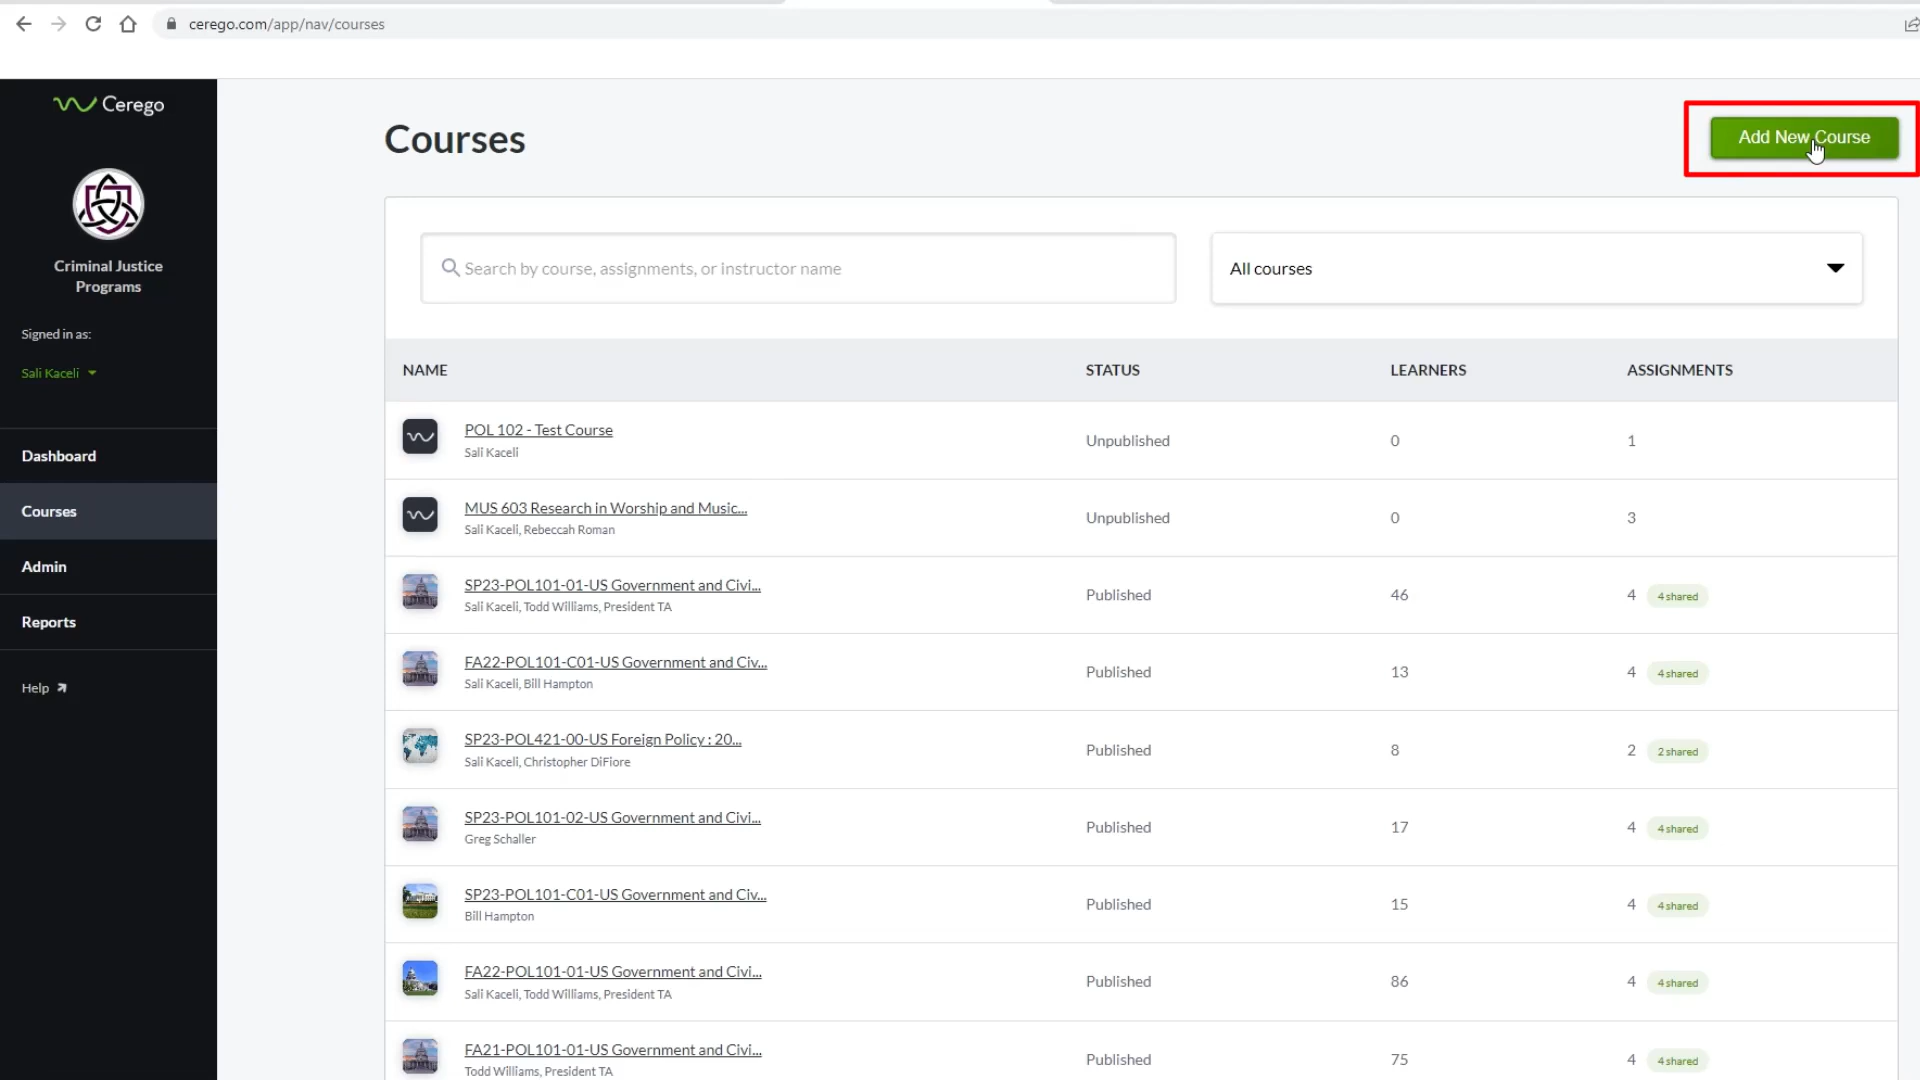 cerego.com/app/nav/courses
Cerego
Criminal Justice
Programs
Signed in as:
Sali Kaceli
Dashboard
Courses
Admin
Reports
Help
Courses
Add New Course
Search by course, assignments, or instructor name
All courses
NAME STATUS LEARNERS ASSIGNMENTS
POL 102 - Test Course
Sali Kaceli
Unpublished 0 1
MUS 603 Research in Worship and Music...
Sali Kaceli, Rebeccah Roman
Unpublished 0 3
SP23-POL101-01-US Government and Civi...
Sali Kaceli, Todd Williams, President TA
Published 46 4 4 shared
FA22-POL101-C01-US Government and Civ...
Sali Kaceli, Bill Hampton
Published 13 4 4 shared
SP23-POL421-00-US Foreign Policy : 20...
Sali Kaceli, Christopher DiFiore
Published 8 2 2 shared
SP23-POL101-02-US Government and Civi...
Greg Schaller
Published 17 4 4 shared
SP23-POL101-C01-US Government and Civ...
Bill Hampton
Published 15 4 4 shared
FA22-POL101-01-US Government and Civi...
Sali Kaceli, Todd Williams, President TA
Published 86 4 4 shared
FA21-POL101-01-US Government and Civi...
Todd Williams, President TA
Published 75 4 4 shared